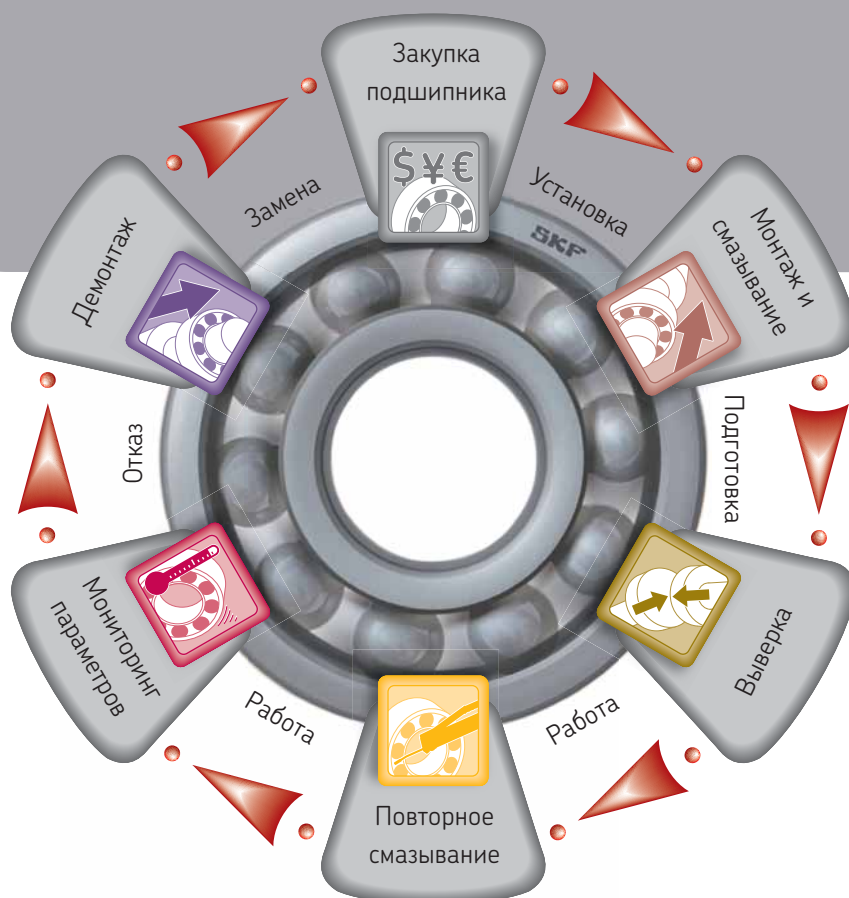 Закупка
подшипника
$ ¥ €
Установка
SKF
Монтаж и
смазывание
Подготовка
Выверка
Работа
Повторное
смазывание
Работа
Мониторинг
параметров
Отказ
Демонтаж
Замена